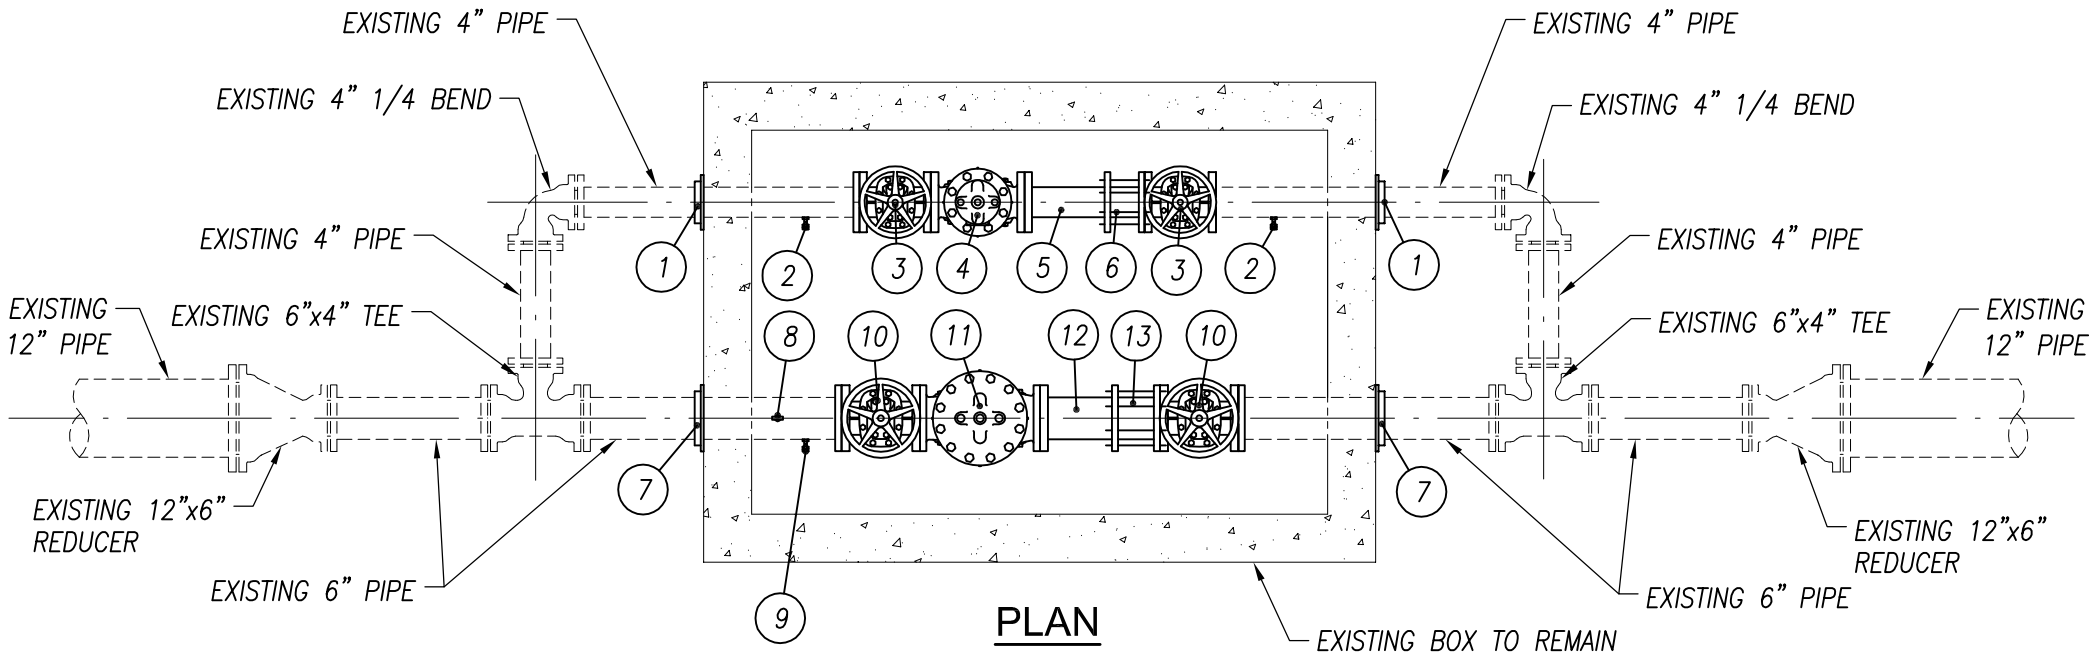 EXISTING 4” PIPE
EXISTING 4” PIPE
EXISTING 4” 1/4 BEND
EXISTING 4” 1/4 BEND
EXISTING 4” PIPE
EXISTING 4” PIPE
1
2
3
4
5
6
3
2
1
EXISTING
12” PIPE
EXISTING 6”x4” TEE
EXISTING 6”x4” TEE
EXISTING
12” PIPE
8
10
11
12
13
10
7
7
EXISTING 12”x6”
REDUCER
EXISTING 12”x6”
REDUCER
EXISTING 6” PIPE
EXISTING 6” PIPE
9
PLAN
EXISTING BOX TO REMAIN